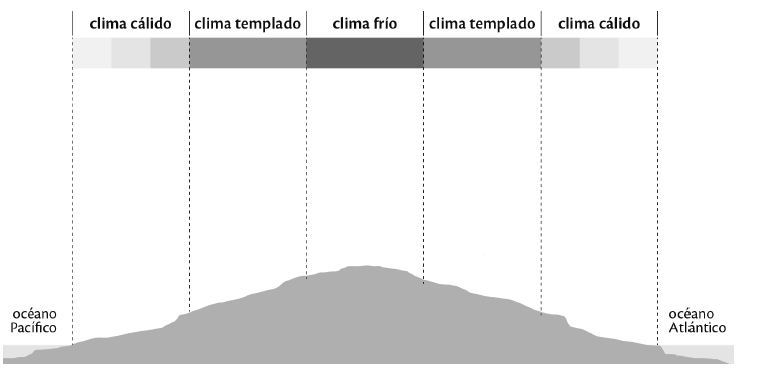 clima cálido
clima templado
clima frío
clima templado
clima cálido
océano
Pacífico
océano
Atlántico